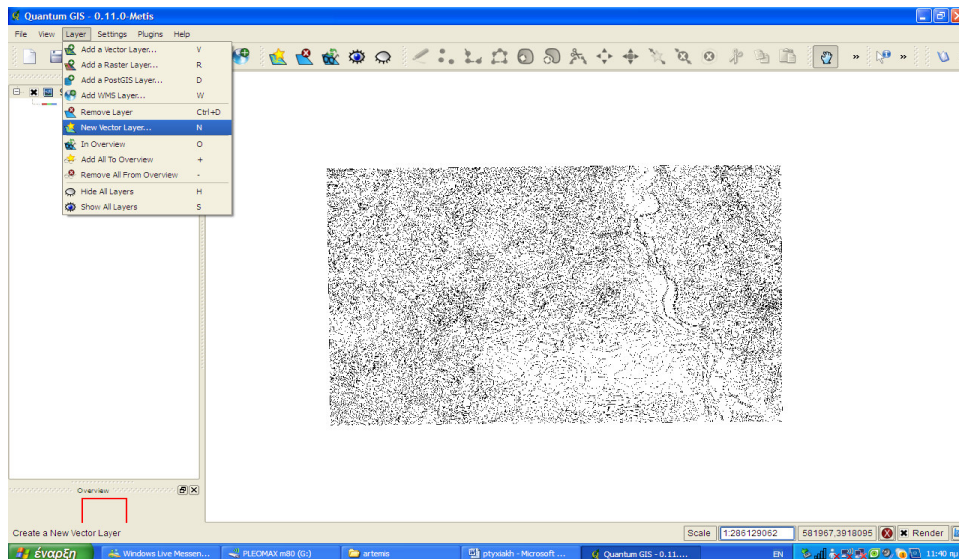 Quantum GIS - 0.11.0-Metis
File View Layer Settings Plugins Help
Add a Vector Layer... V
Add a Raster Layer... R
Add a PostGIS Layer... D
Add WMS Layer... W
Remove Layer Ctrl+D
New Vector Layer... N
In Overview O
Add All To Overview +
Remove All From Overview -
Hide All Layers H
Show All Layers S
Overview
Create a New Vector Layer
Scale 1:286129062 581967,3918095 Render
έναρξη Windows Live Messen... PLEOMAX m80 (G:) artemis ptyxiakh - Microsoft ... Quantum GIS - 0.11.... EN 11:40 πμ